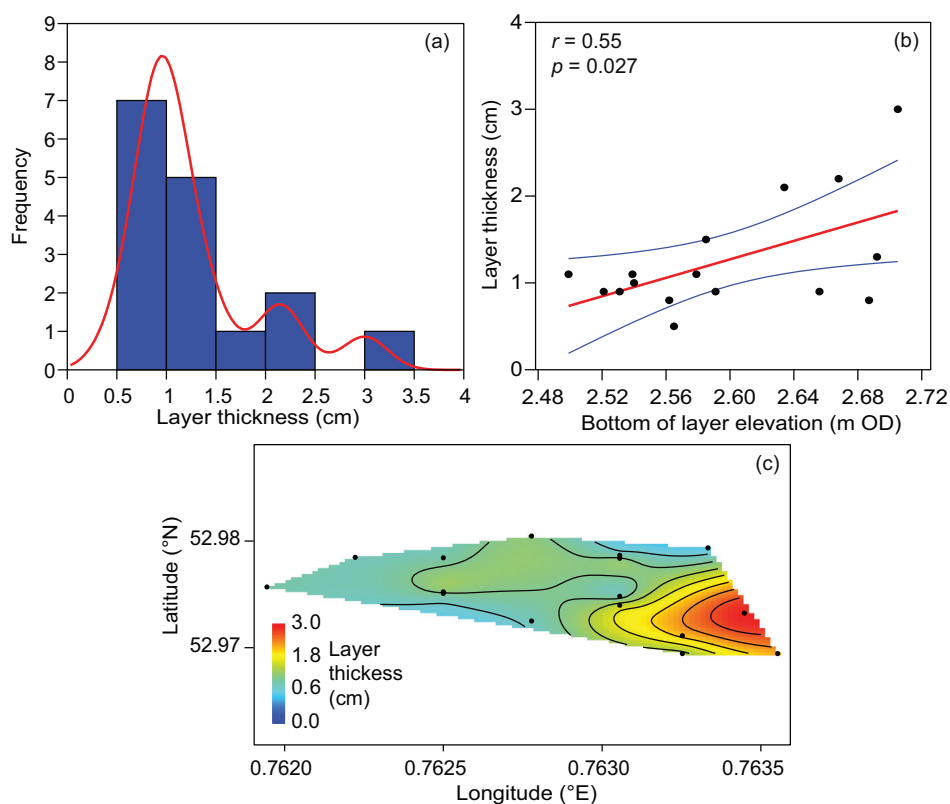 (a)
9
8
7
6
5
4
3
2
1
0
Frequency
0 0.5 1 1.5 2 2.5 3 3.5 4
Layer thickness (cm)
(b)
r = 0.55
p = 0.027
4
3
2
1
0
Layer thickness (cm)
2.48 2.52 2.56 2.60 2.64 2.68 2.72
Bottom of layer elevation (m OD)
(c)
52.98
52.97
Latitude (°N)
3.0
1.8
0.6
0.0
Layer
thickess
(cm)
0.7620 0.7625 0.7630 0.7635
Longitude (°E)